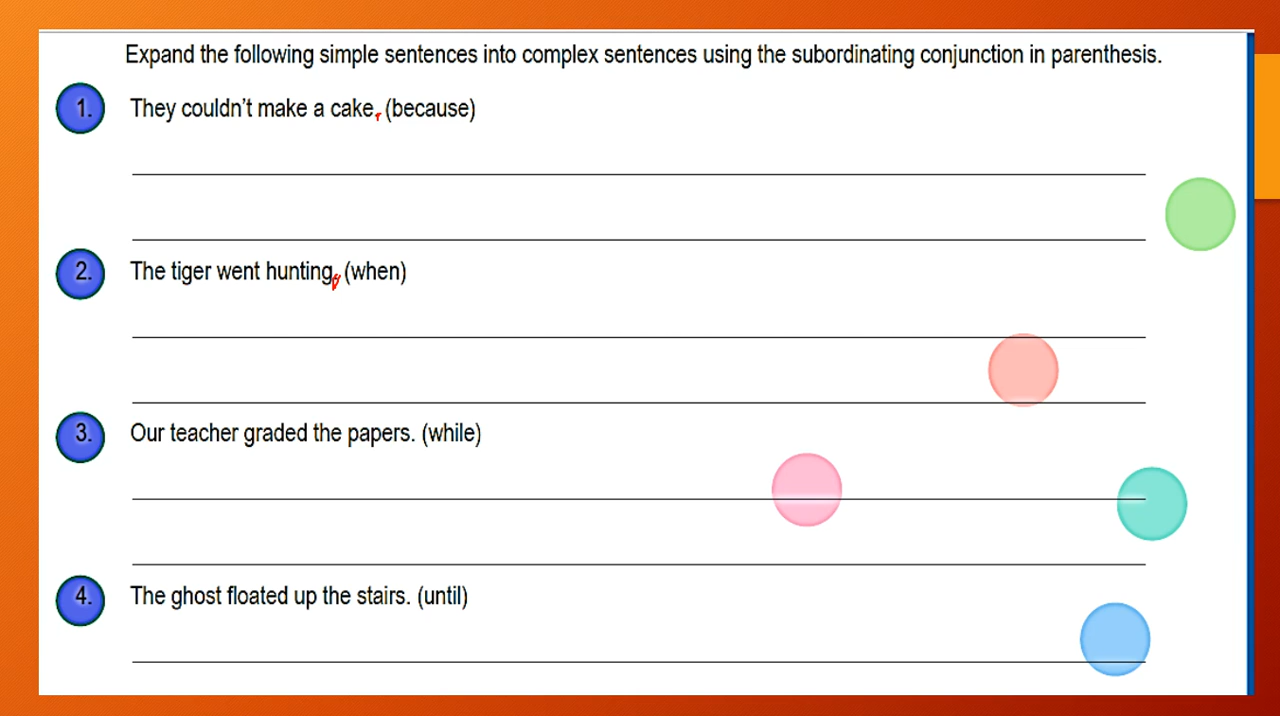 Expand the following simple sentences into complex sentences using the subordinating conjunction in parenthesis.
1. They couldn't make a cake, (because)
2. The tiger went hunting, (when)
3. Our teacher graded the papers. (while)
4. The ghost floated up the stairs. (until)